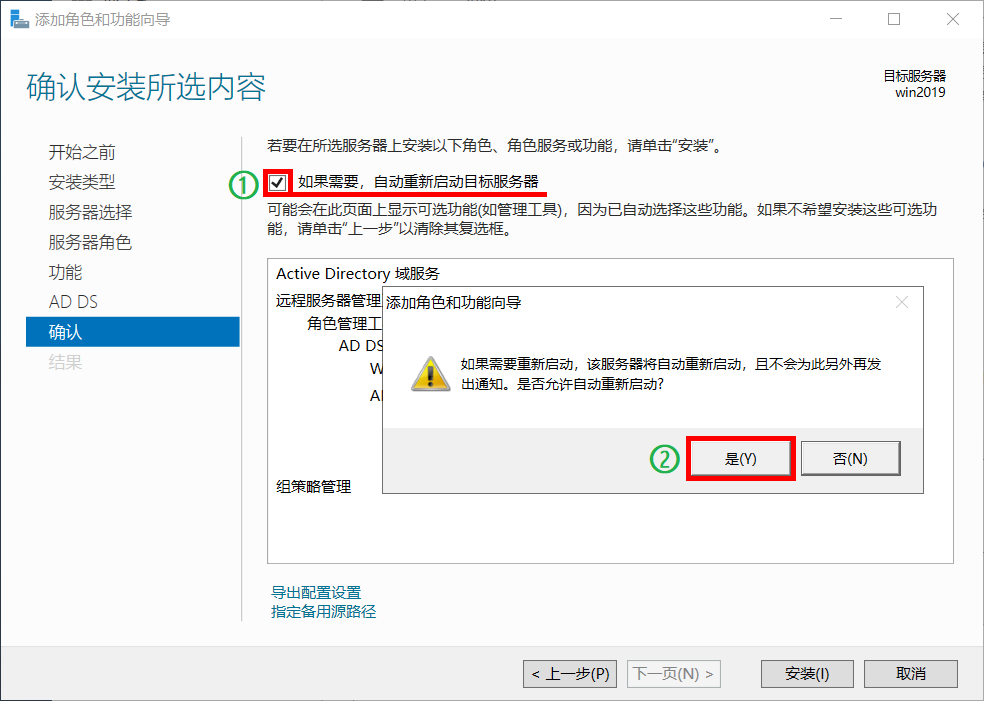 添加角色和功能向导
确认安装所选内容
目标服务器
win2019
开始之前
安装类型
服务器选择
服务器角色
功能
AD DS
确认
结果
若要在所选服务器上安装以下角色、角色服务或功能，请单击“安装”。
① 如果需要，自动重新启动目标服务器
可能会在此页面上显示可选功能(如管理工具)，因为已自动选择这些功能。如果不希望安装这些可选功
能，请单击“上一步”以清除其复选框。
Active Directory 域服务
远程服务器管理
角色管理工
AD DS
组策略管理
添加角色和功能向导
如果需要重新启动，该服务器将自动重新启动，且不会为此另外再发
出通知。是否允许自动重新启动?
② 是(Y) 否(N)
导出配置设置
指定备用源路径
< 上一步(P) 下一页(N) > 安装(I) 取消